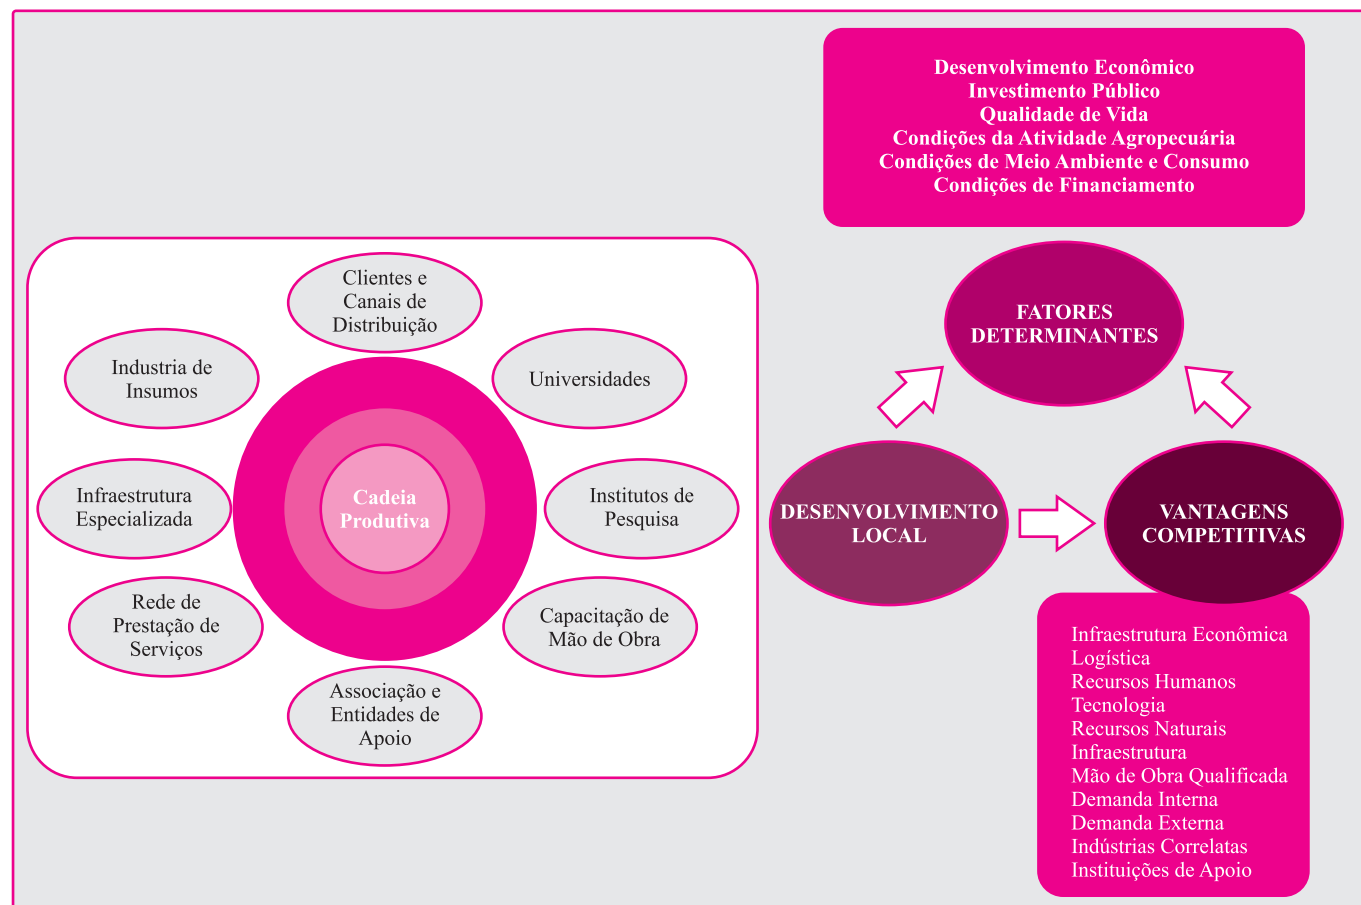 Desenvolvimento Econômico
Investimento Público
Qualidade de Vida
Condições da Atividade Agropecuária
Condições de Meio Ambiente e Consumo
Condições de Financiamento
Clientes e
Canais de
Distribuição
Industria de
Insumos
Universidades
Infraestrutura
Especializada
Cadeia
Produtiva
Institutos de
Pesquisa
Rede de
Prestação de
Serviços
Capacitação de
Mão de Obra
Associação e
Entidades de
Apoio
FATORES
DETERMINANTES
DESENVOLVIMENTO
LOCAL
VANTAGENS
COMPETITIVAS
Infraestrutura Econômica
Logística
Recursos Humanos
Tecnologia
Recursos Naturais
Infraestrutura
Mão de Obra Qualificada
Demanda Interna
Demanda Externa
Indústrias Correlatas
Instituições de Apoio